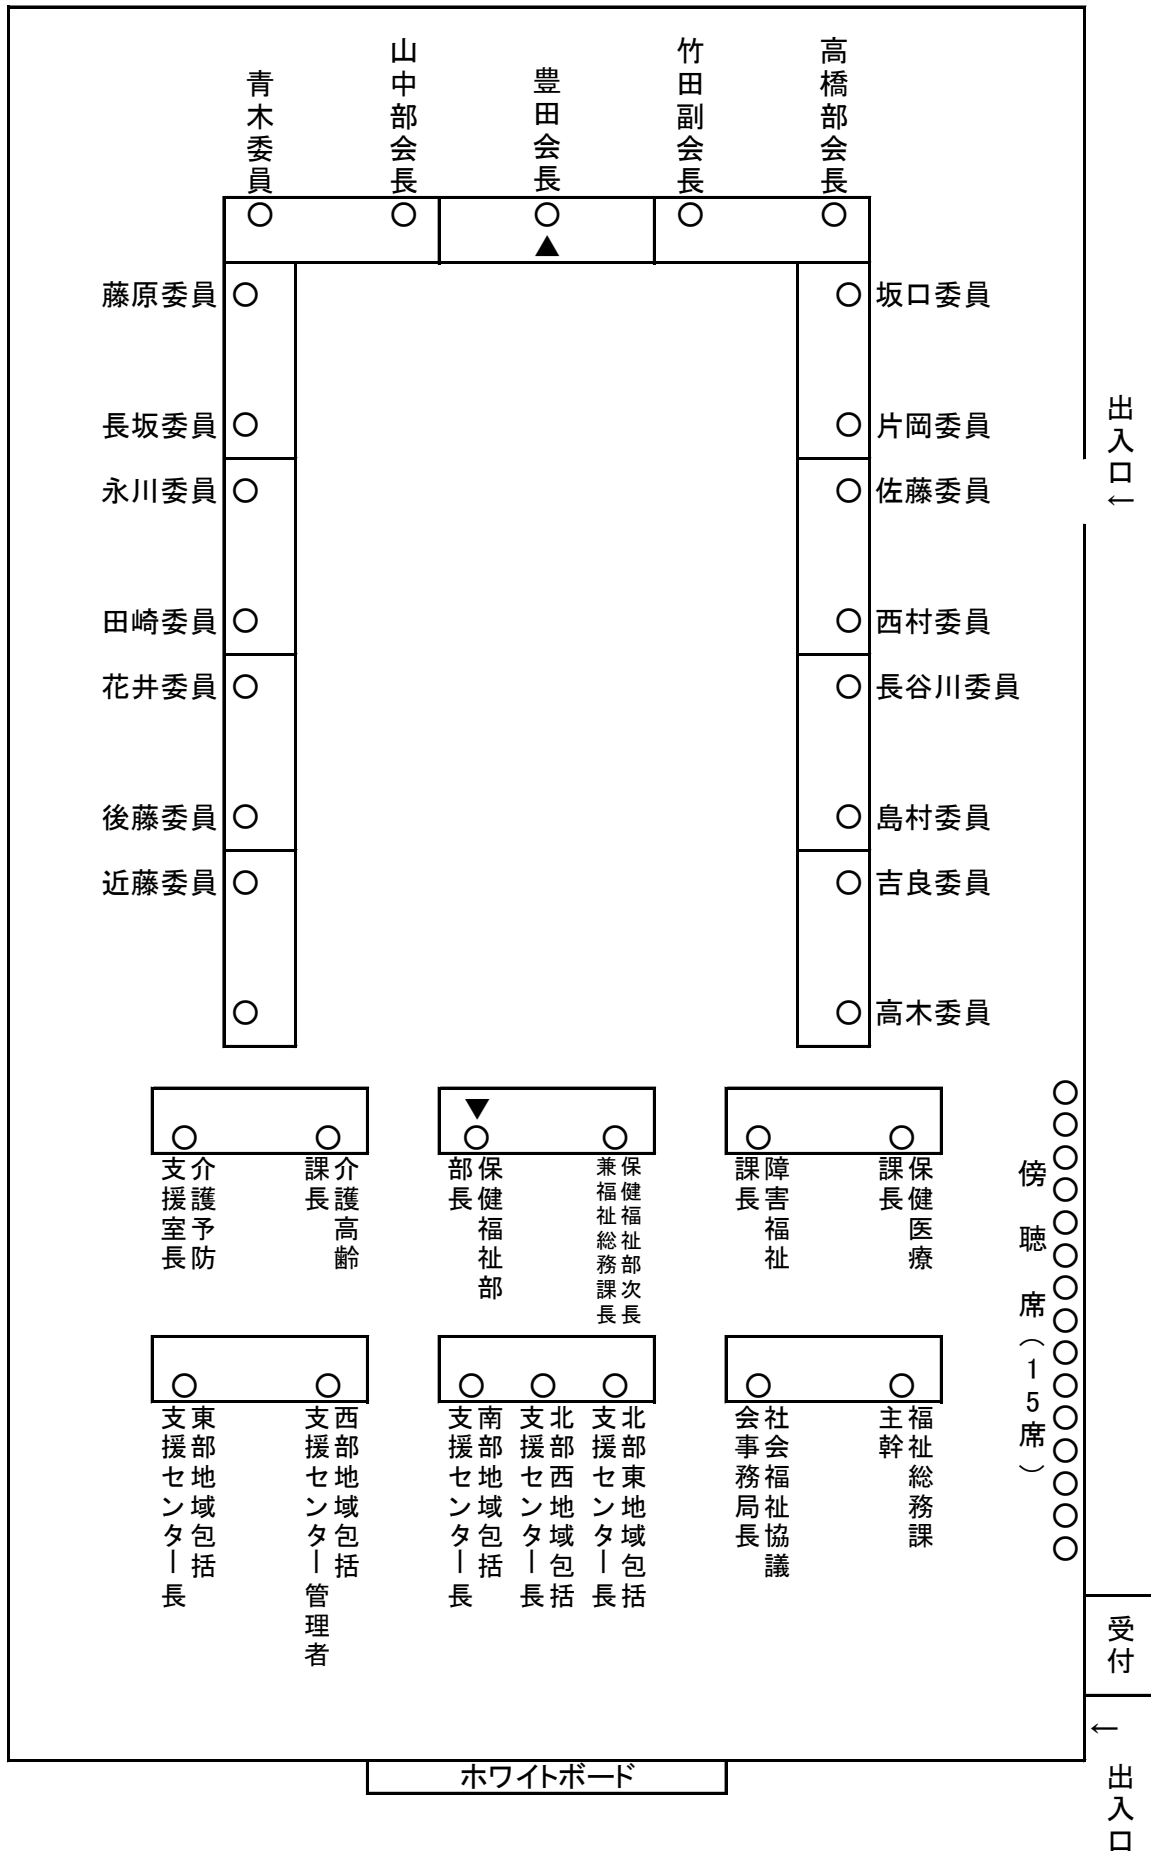 青木委員
山中部会長
豊田会長
竹田副会長
高橋部会長
▲
藤原委員
坂口委員
長坂委員
片岡委員
永川委員
佐藤委員
田崎委員
西村委員
花井委員
長谷川委員
後藤委員
島村委員
近藤委員
吉良委員
高木委員
出入口←
▼
介護予防
支援室長
介護高齢
課長
保健福祉部
部長
保健福祉部次長
兼福祉総務課長
障害福祉
課長
保健医療
課長
傍聴席(15席)
東部地域包括
支援センター長
西部地域包括
支援センター管理者
南部地域包括
支援センター長
北部西地域包括
支援センター長
北部東地域包括
支援センター長
社会福祉協議
会事務局長
福祉総務課
主幹
受付
←出入口
ホワイトボード